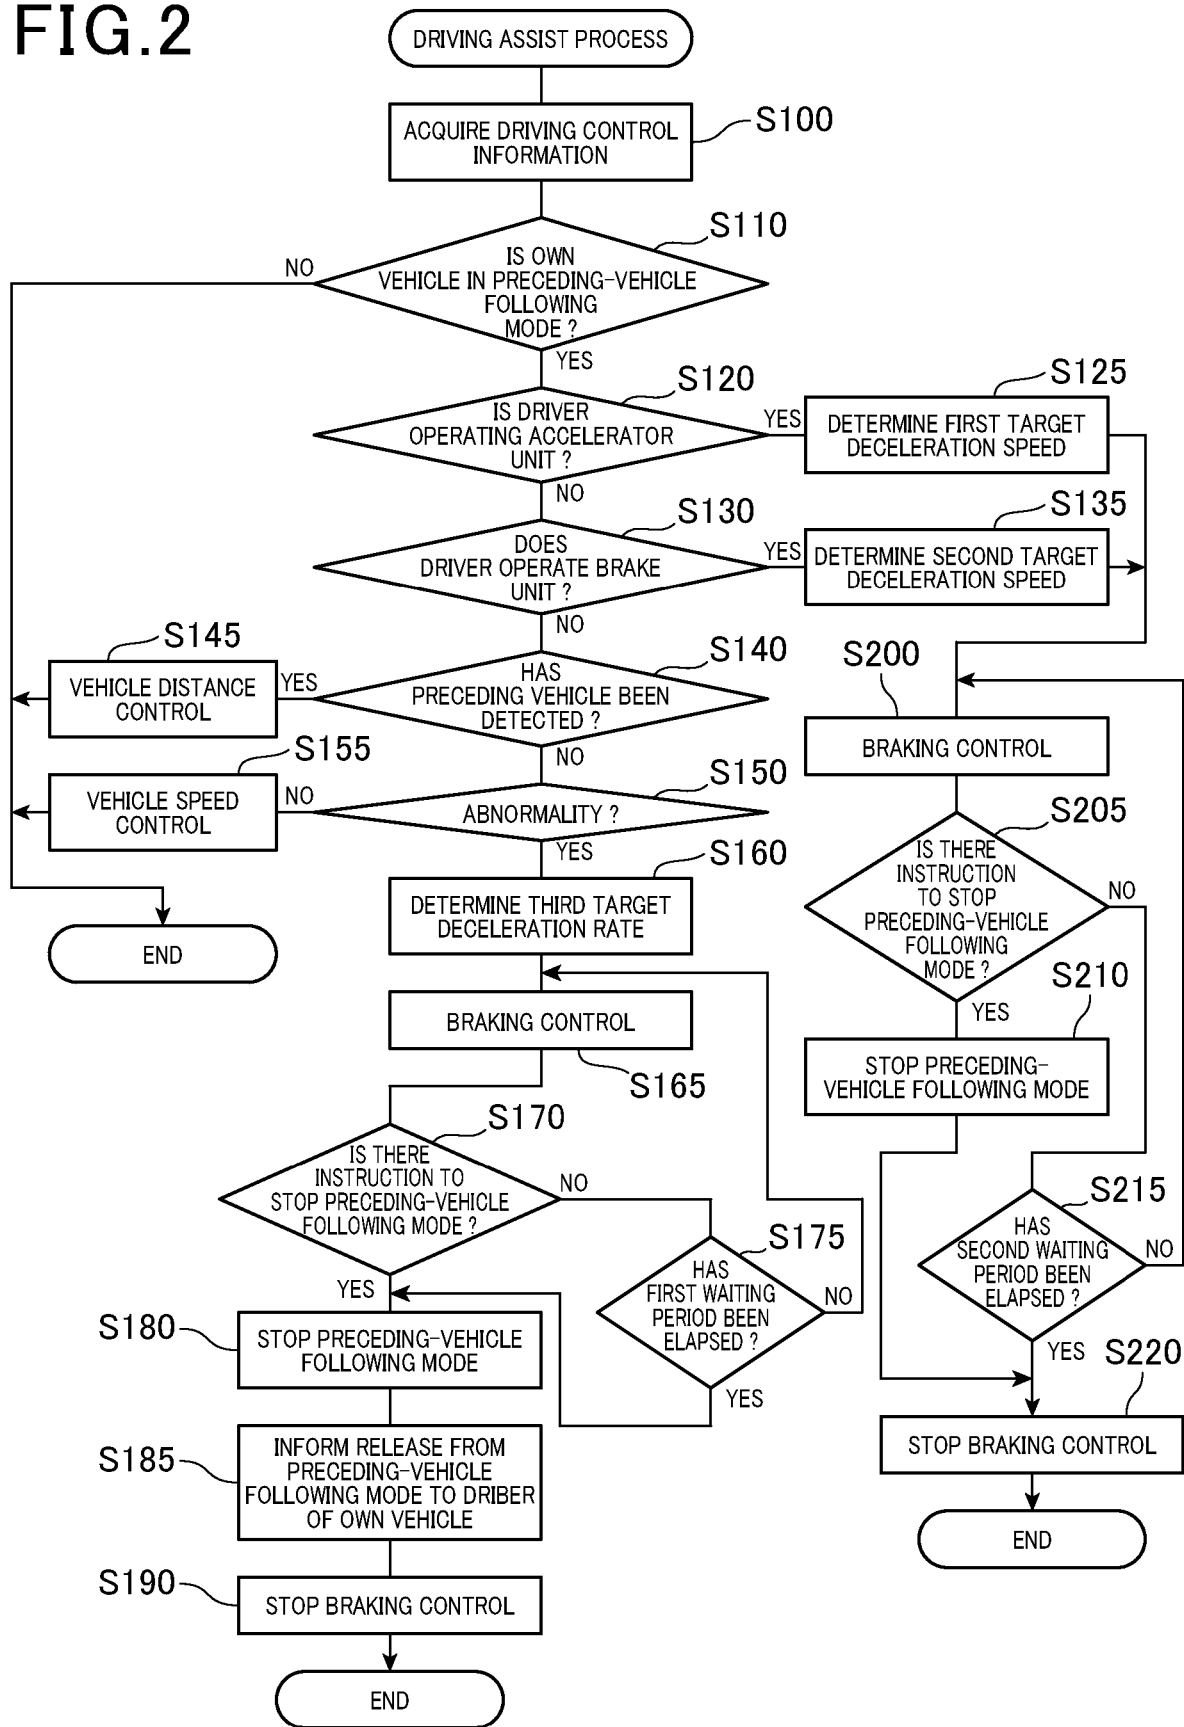 FIG.2
DRIVING ASSIST PROCESS
S100
ACQUIRE DRIVING CONTROL
INFORMATION
S110
IS OWN
VEHICLE IN PRECEDING-VEHICLE
FOLLOWING
MODE ?
NO
YES
S120
IS DRIVER
OPERATING ACCELERATOR
UNIT ?
YES
NO
S125
DETERMINE FIRST TARGET
DECELERATION SPEED
S130
DOES
DRIVER OPERATE BRAKE
UNIT ?
YES
NO
S135
DETERMINE SECOND TARGET
DECELERATION SPEED
S140
HAS
PRECEDING VEHICLE BEEN
DETECTED ?
YES
NO
S145
VEHICLE DISTANCE
CONTROL
S150
ABNORMALITY ?
NO
YES
S155
VEHICLE SPEED
CONTROL
END
S160
DETERMINE THIRD TARGET
DECELERATION RATE
BRAKING CONTROL
S165
S170
IS THERE
INSTRUCTION TO
STOP PRECEDING-VEHICLE
FOLLOWING MODE ?
NO
YES
S175
HAS
FIRST WAITING
PERIOD BEEN
ELAPSED ?
NO
YES
S180
STOP PRECEDING-VEHICLE
FOLLOWING MODE
S185
INFORM RELEASE FROM
PRECEDING-VEHICLE
FOLLOWING MODE TO DRIBER
OF OWN VEHICLE
S190
STOP BRAKING CONTROL
END
S200
BRAKING CONTROL
S205
IS THERE
INSTRUCTION
TO STOP
PRECEDING-VEHICLE
FOLLOWING
MODE ?
NO
YES
S210
STOP PRECEDING-
VEHICLE FOLLOWING MODE
S215
HAS
SECOND WAITING
PERIOD BEEN
ELAPSED ?
NO
YES
S220
STOP BRAKING CONTROL
END